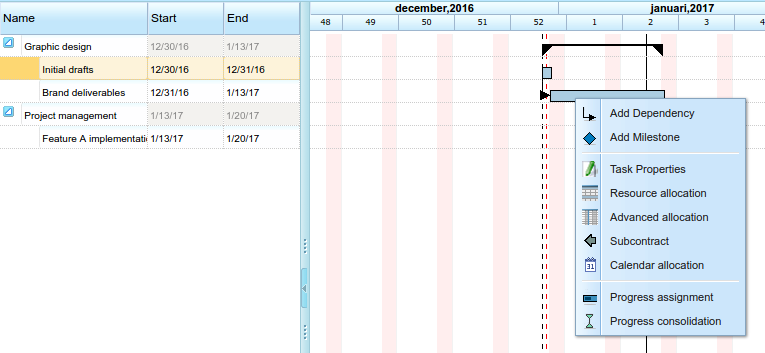 Name Start End december,2016 januari,2017
48 49 50 51 52 1 2 3 4
Graphic design 12/30/16 1/13/17
Initial drafts 12/30/16 12/31/16
Brand deliverables 12/31/16 1/13/17
Project management 1/13/17 1/20/17
Feature A implementati 1/13/17 1/20/17
Add Dependency
Add Milestone
Task Properties
Resource allocation
Advanced allocation
Subcontract
31 Calendar allocation
Progress assignment
Progress consolidation